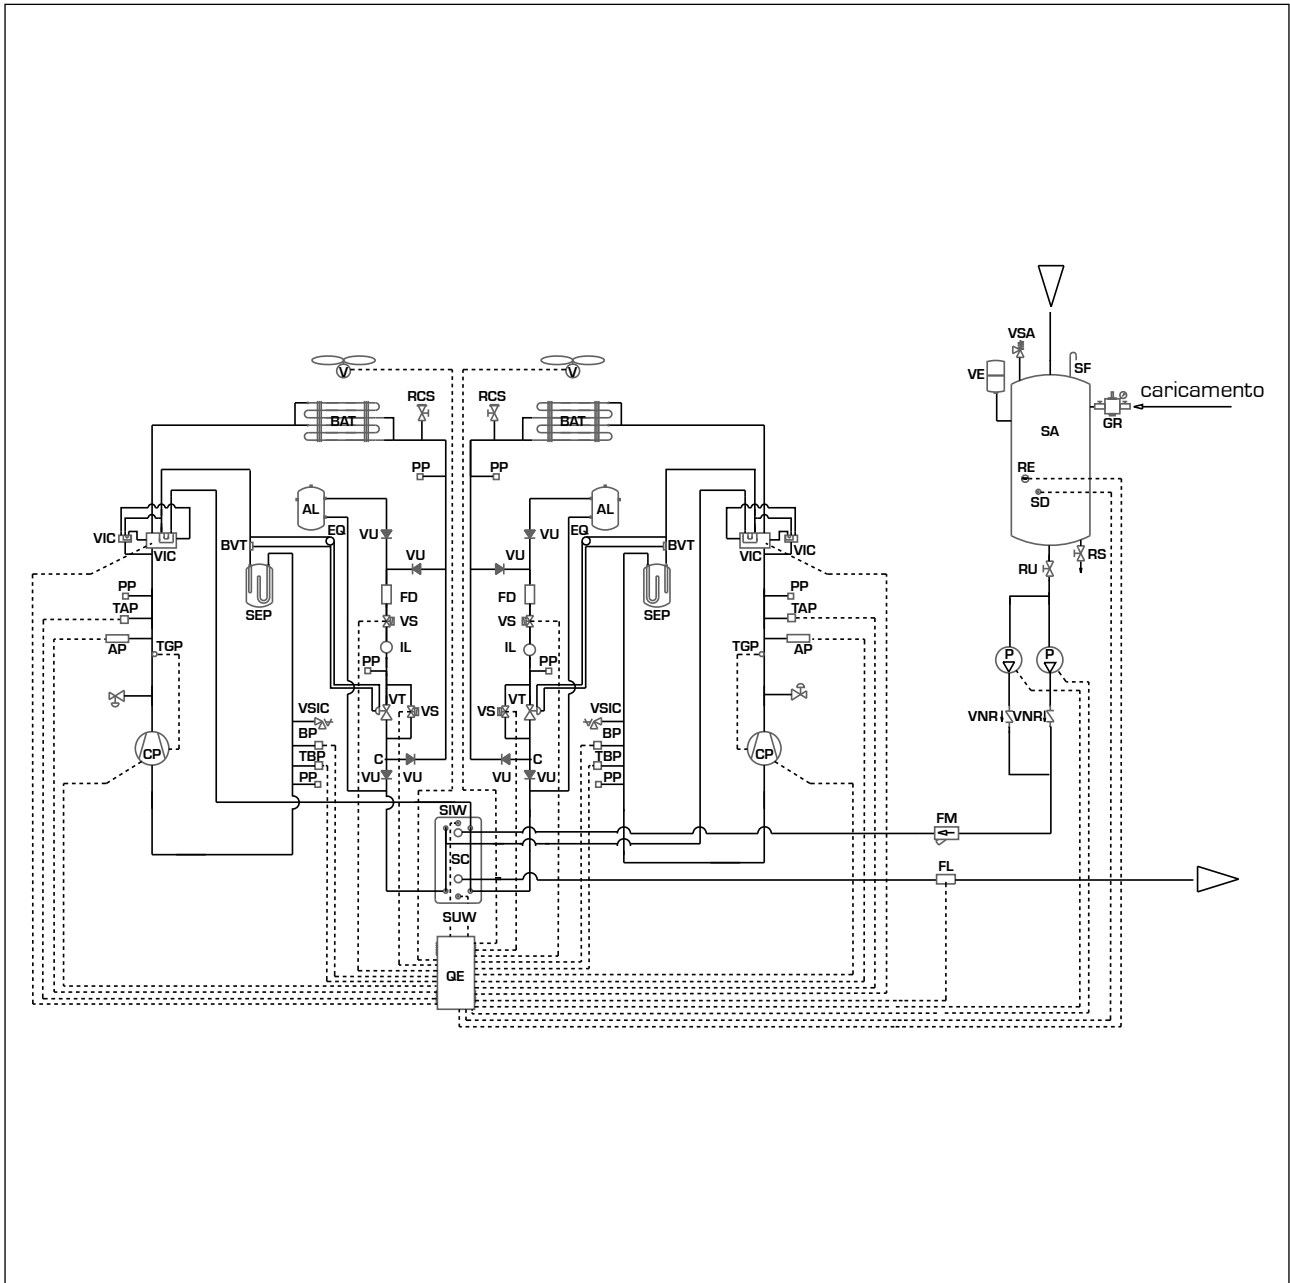 VSA
SF
VE
V
V
caricamento
RCS
RCS
GR
BAT
BAT
SA
PP
PP
RE
SD
AL
AL
EQ
EQ
VU
VU
VIC
VIC
BVT
BVT
VIC
VIC
VU
VU
RS
RU
PP
FD
FD
PP
TAP
SEP
SEP
TAP
VS
VS
AP
TGP
IL
IL
TGP
AP
PP
PP
P
P
VT
VT
VSIC
VS
VS
VSIC
VNR
VNR
BP
BP
CP
TBP
C
C
TBP
CP
PP
VU
VU
VU
VU
PP
SIW
FM
SC
FL
SUW
QE